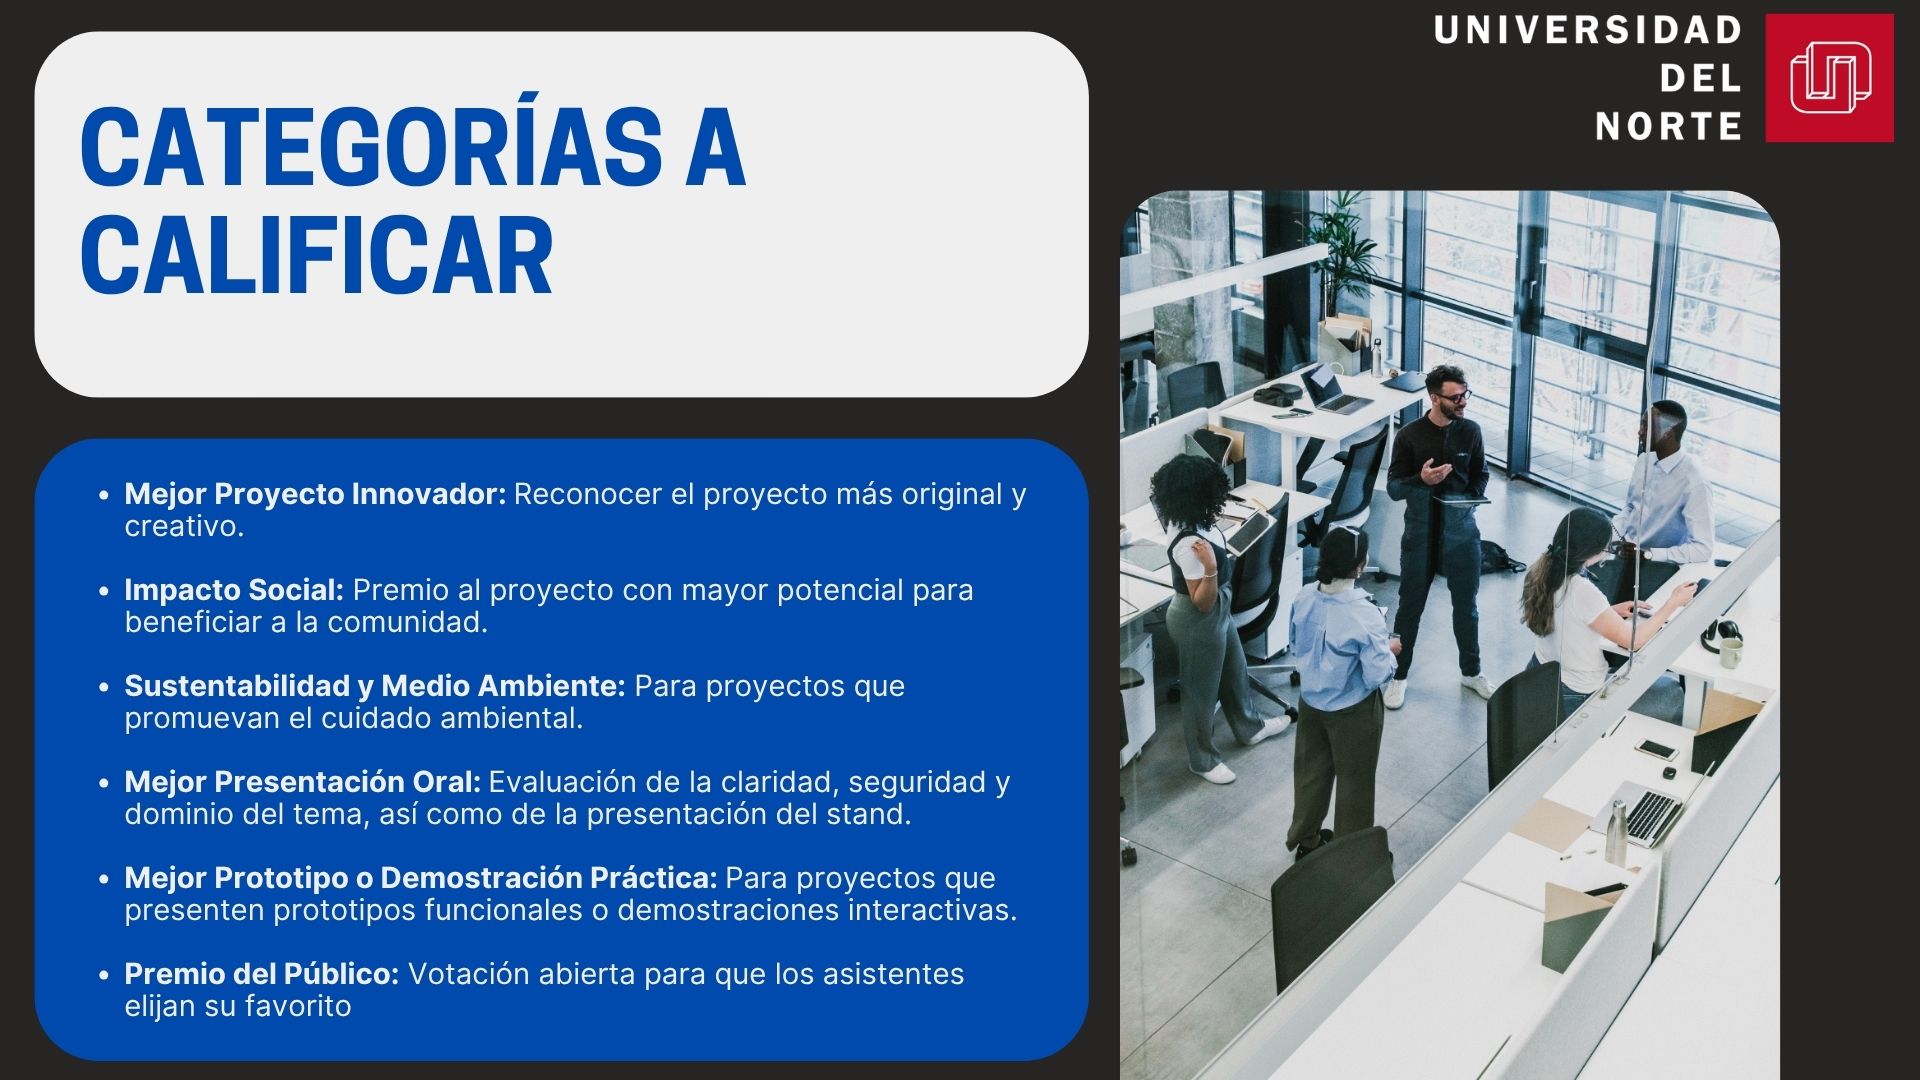 UNIVERSIDAD
DEL
NORTE
CATEGORÍAS A
CALIFICAR
• Mejor Proyecto Innovador: Reconocer el proyecto más original y
creativo.
• Impacto Social: Premio al proyecto con mayor potencial para
beneficiar a la comunidad.
• Sustentabilidad y Medio Ambiente: Para proyectos que
promuevan el cuidado ambiental.
• Mejor Presentación Oral: Evaluación de la claridad, seguridad y
dominio del tema, así como de la presentación del stand.
• Mejor Prototipo o Demostración Práctica: Para proyectos que
presenten prototipos funcionales o demostraciones interactivas.
• Premio del Público: Votación abierta para que los asistentes
elijan su favorito